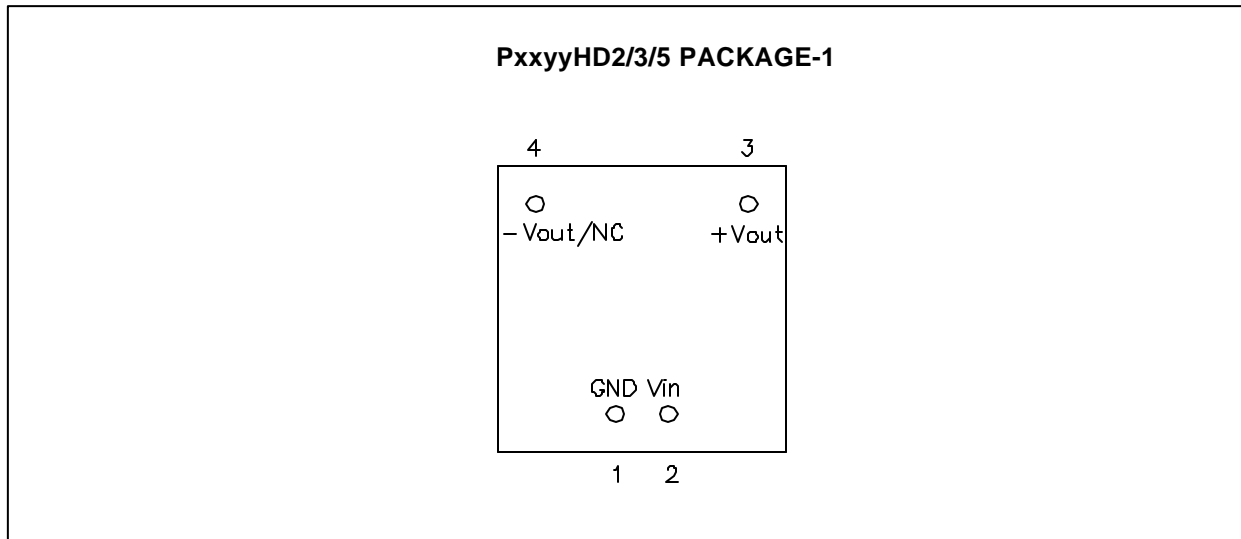 PxxyyHD2/3/5 PACKAGE-1
4 3
-Vout/NC +Vout
GND Vin
1 2